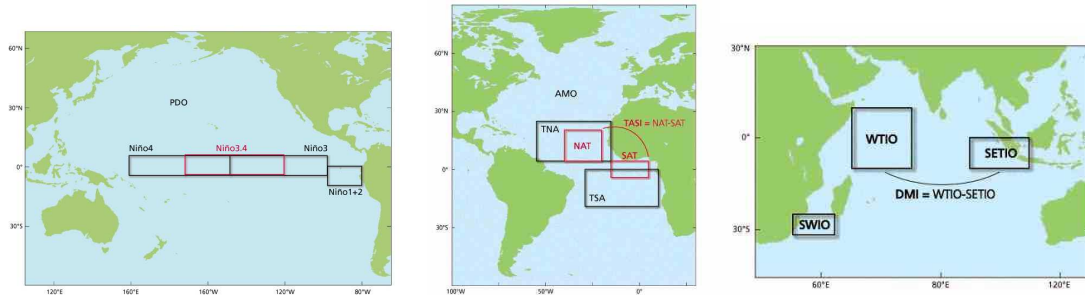 60°N
30°N
0°
30°S
PDO
Niño4
Niño3.4
Niño3
Niño1+2
120°E
160°E
160°W
120°W
80°W
60°N
30°N
0°
30°S
AMO
TNA
TASI = NAT-SAT
NAT
SAT
TSA
100°W
50°W
0°
30°N
0°
30°S
WTIO
SETIO
DMI = WTIO-SETIO
SWIO
60°E
80°E
120°E